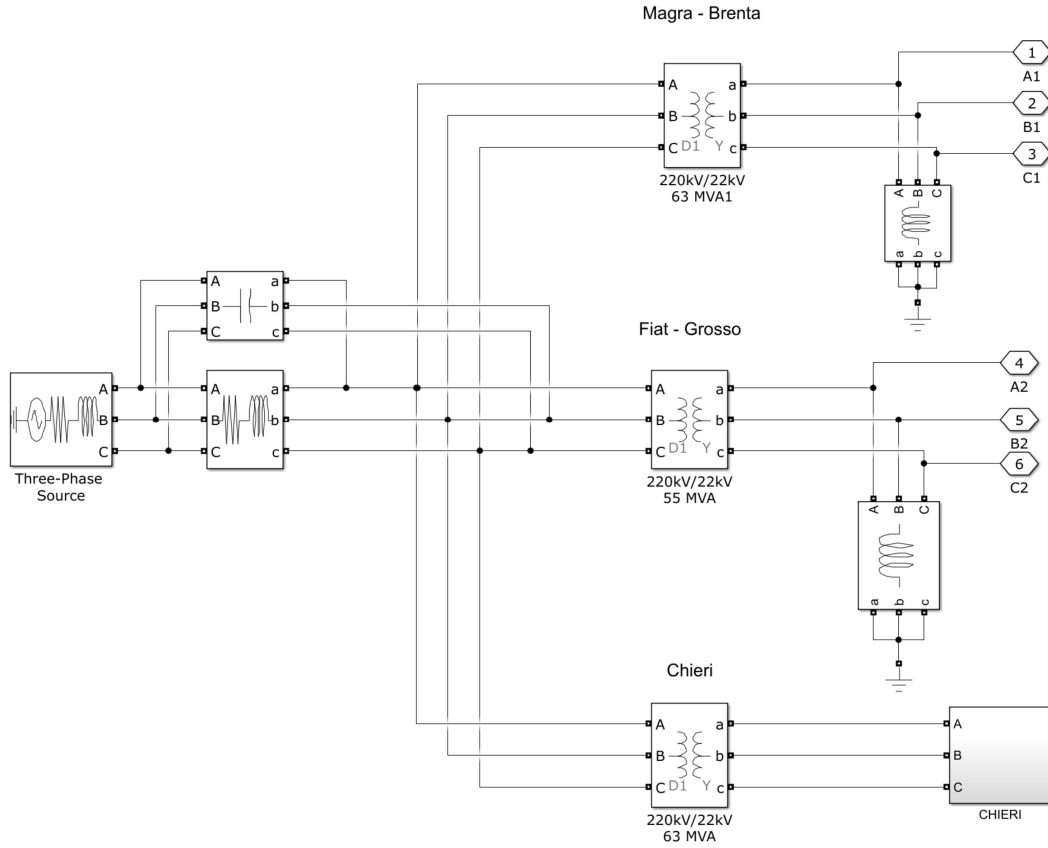 Magra - Brenta
A a
B b
C D1 Y c
220kV/22kV
63 MVA1
1
A1
2
B1
3
C1
A B C
a b c
A a
B b
C c
Fiat - Grosso
A
B
C
Three-Phase
Source
A a
B b
C c
A a
B b
C D1 Y c
220kV/22kV
55 MVA
4
A2
5
B2
6
C2
A B C
a b c
Chieri
A a
B b
C D1 Y c
220kV/22kV
63 MVA
A
B
C
CHIERI